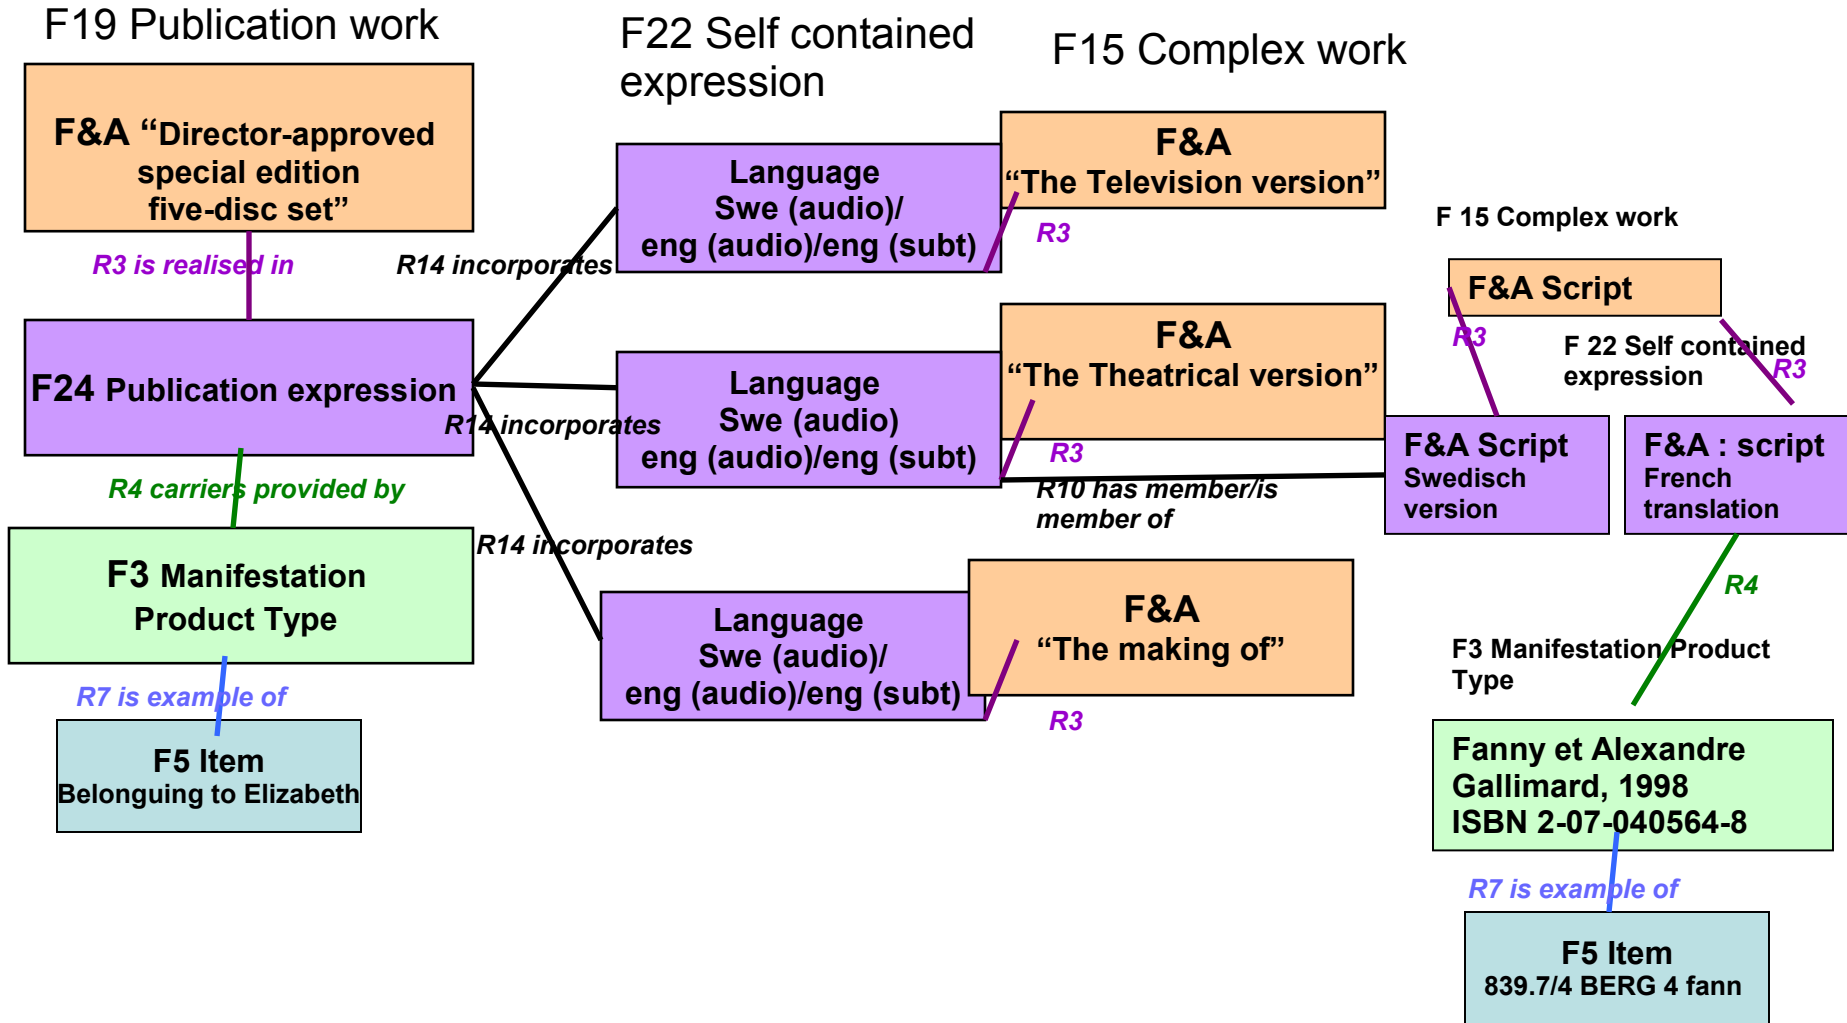 F19 Publication work
F&A “Director-approved
special edition
five-disc set”
R3 is realised in
F24 Publication expression
R4 carriers provided by
F3 Manifestation
Product Type
R7 is example of
F5 Item
Belonguing to Elizabeth
R14 incorporates
R14 incorporates
R14 incorporates
F22 Self contained
expression
Language
Swe (audio)/
eng (audio)/eng (subt)
Language
Swe (audio)
eng (audio)/eng (subt)
Language
Swe (audio)/
eng (audio)/eng (subt)
F15 Complex work
F&A
“The Television version”
R3
F&A
“The Theatrical version”
R3
R10 has member/is
member of
F&A
“The making of”
R3
F 15 Complex work
F&A Script
R3
F 22 Self contained
expression
R3
F&A Script
Swedisch
version
F&A : script
French
translation
R4
F3 Manifestation Product
Type
Fanny et Alexandre
Gallimard, 1998
ISBN 2-07-040564-8
R7 is example of
F5 Item
839.7/4 BERG 4 fann